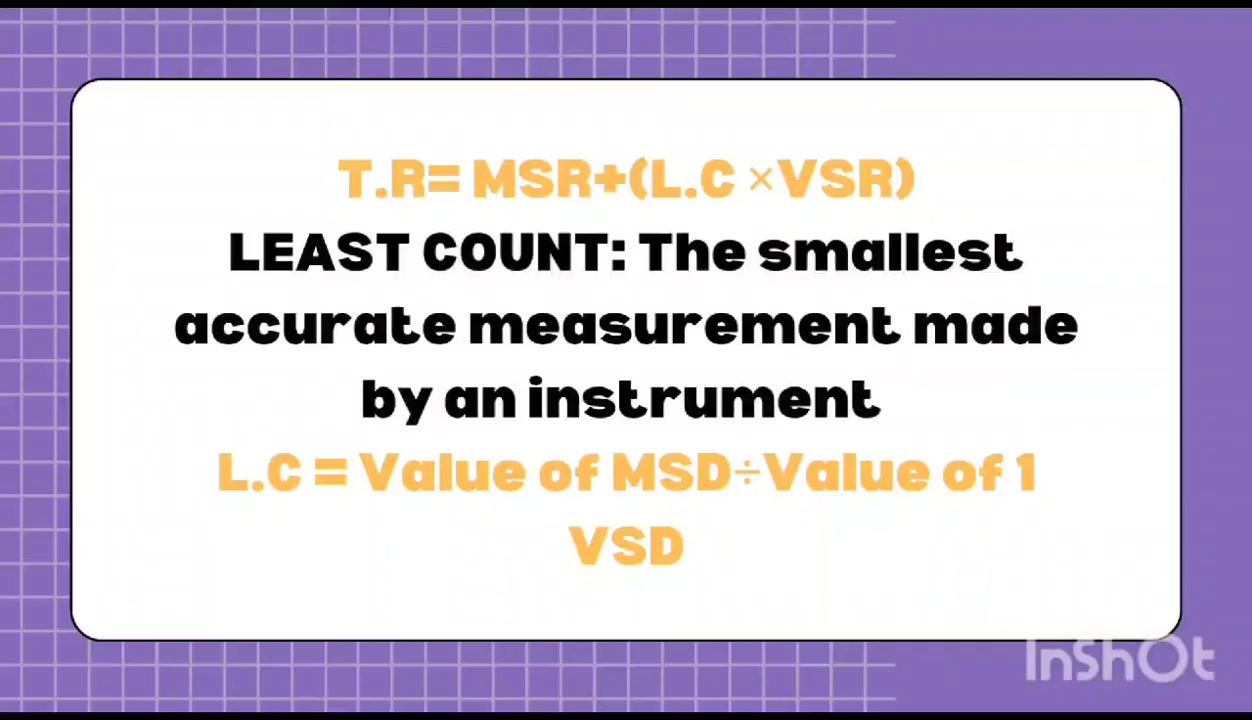 T.R= MSR+(L.C ×VSR)
LEAST COUNT: The smallest
accurate measurement made
by an instrument
L.C = Value of MSD÷Value of 1
VSD
InShOt